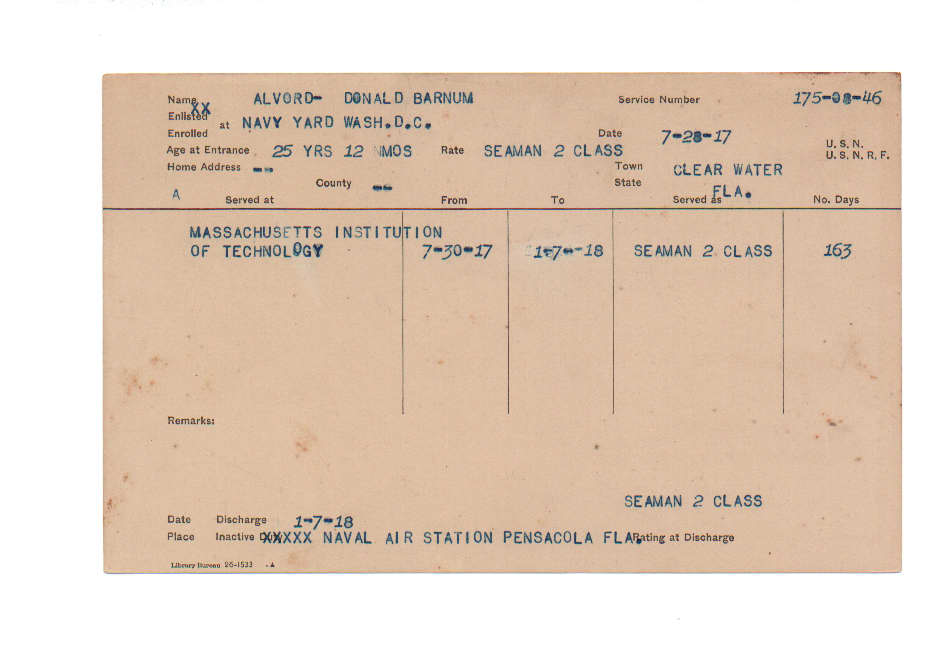 Name ALVORD- DONALD BARNUM Service Number 175-08-46
Enlisted XX
Enrolled at NAVY YARD WASH.D.C. Date 7-28-17
U. S. N.
Age at Entrance 25 YRS 12 MOS Rate SEAMAN 2 CLASS U. S. N. R. F.
Home Address -- Town CLEAR WATER
County -- State FLA.
A
Served at From To Served as No. Days
MASSACHUSETTS INSTITUTION
OF TECHNOLOGY 7-30-17 1-7-18 SEAMAN 2 CLASS 163
Remarks:
SEAMAN 2 CLASS
Date Discharge 1-7-18
Place Inactive XXXXX NAVAL AIR STATION PENSACOLA FLA. Rating at Discharge
Library Bureau 26-1533 A